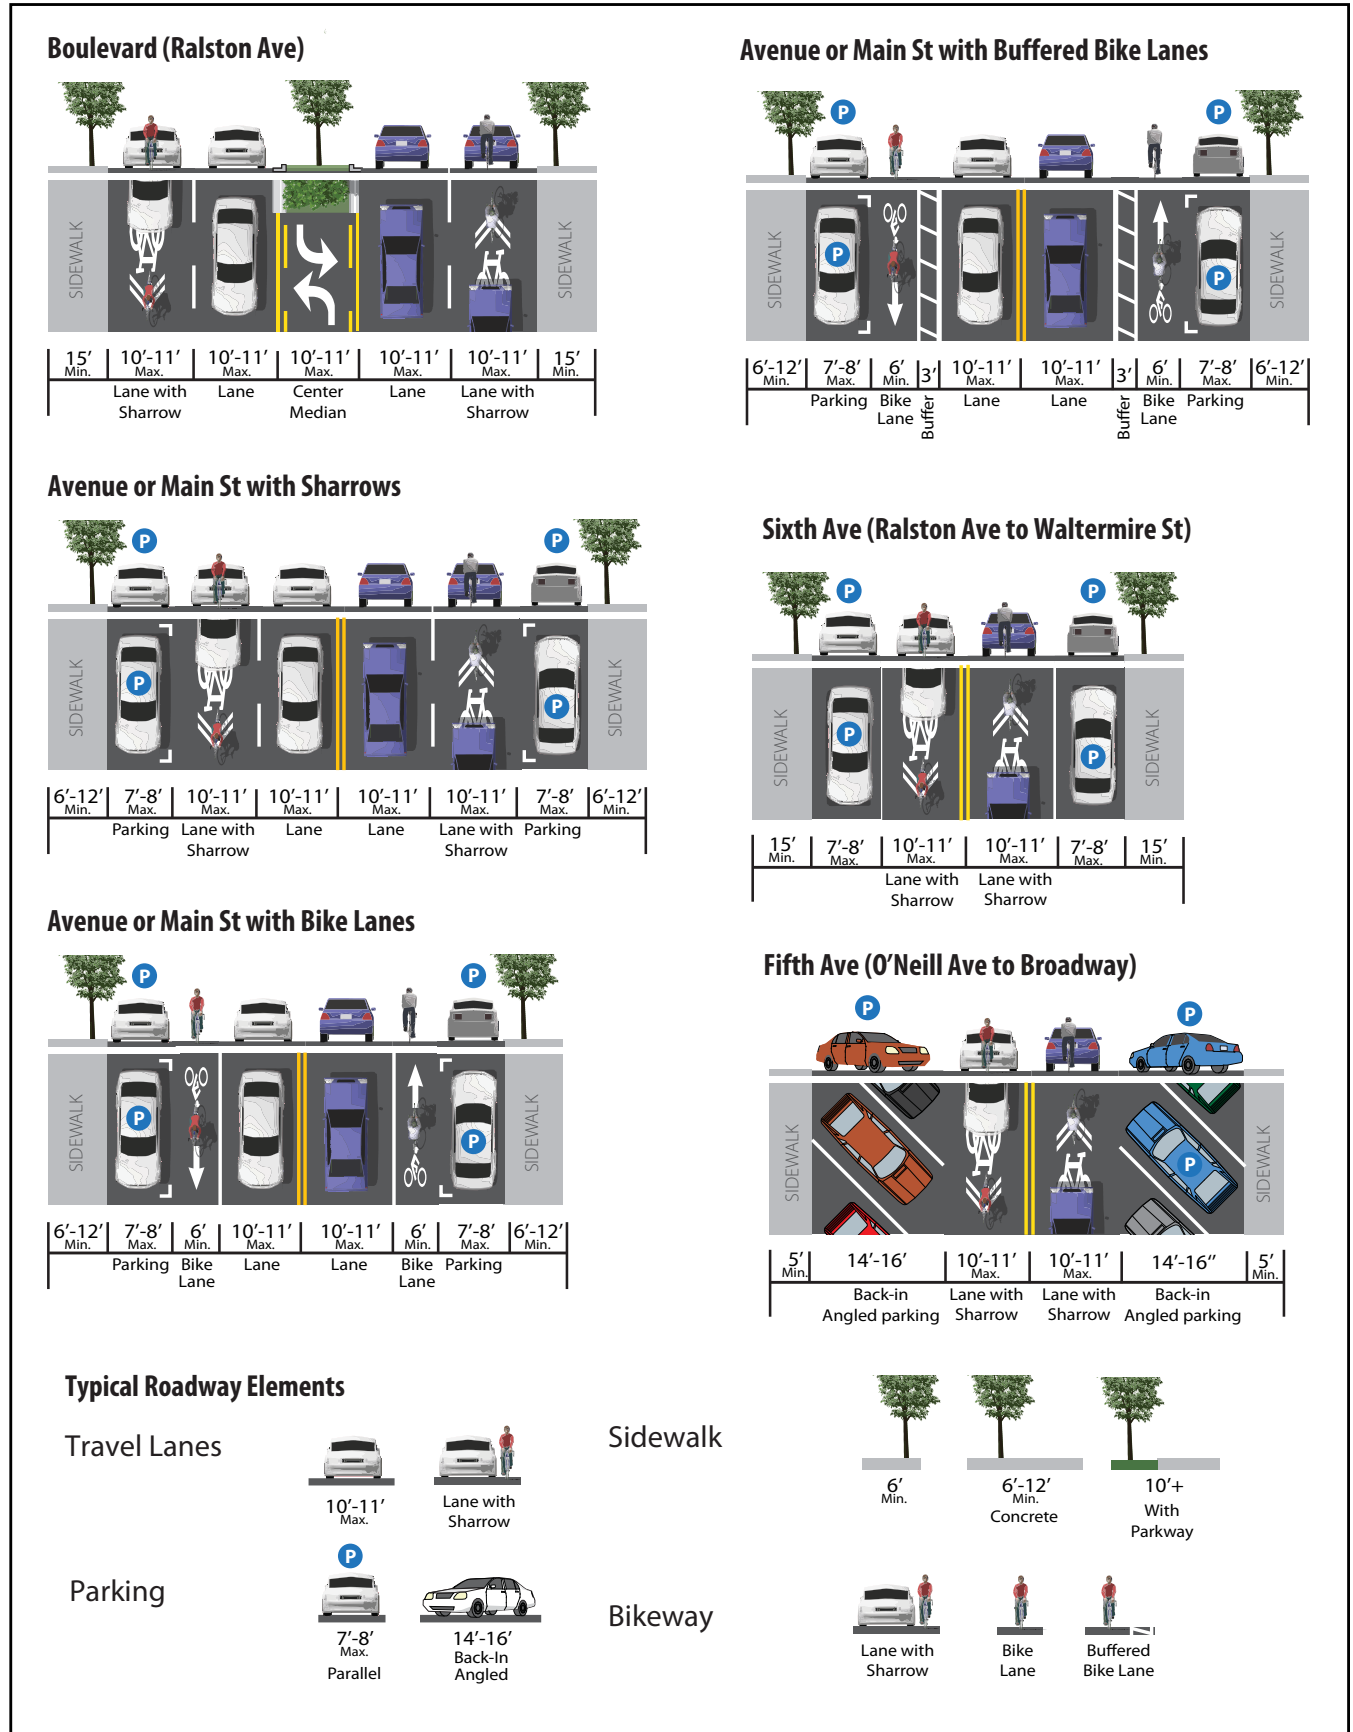 Boulevard (Ralston Ave)
SIDEWALK
SIDEWALK
15' 10'-11' 10'-11' 10'-11' 10'-11' 10'-11' 15'
Min. Max. Max. Max. Max. Max. Min.
Lane with Lane Center Lane Lane with
Sharrow Median Sharrow
Avenue or Main St with Buffered Bike Lanes
P P
SIDEWALK
P
P
SIDEWALK
6'-12' 7'-8' 6' 3' 10'-11' 10'-11' 3' 6' 7'-8' 6'-12'
Min. Max. Min. Max. Max. Min. Max. Min.
Parking Bike Buffer Lane Lane Buffer Bike Parking
Lane Lane
Avenue or Main St with Sharrows
P P
SIDEWALK
P
P
SIDEWALK
6'-12' 7'-8' 10'-11' 10'-11' 10'-11' 10'-11' 7'-8' 6'-12'
Min. Max. Max. Max. Max. Max. Max. Min.
Parking Lane with Lane Lane Lane with Parking
Sharrow Sharrow
Sixth Ave (Ralston Ave to Waltermire St)
P P
SIDEWALK
P
P
SIDEWALK
15' 7'-8' 10'-11' 10'-11' 7'-8' 15'
Min. Max. Max. Max. Max. Min.
Lane with Lane with
Sharrow Sharrow
Avenue or Main St with Bike Lanes
P P
SIDEWALK
P
P
SIDEWALK
6'-12' 7'-8' 6' 10'-11' 10'-11' 6' 7'-8' 6'-12'
Min. Max. Min. Max. Max. Min. Max. Min.
Parking Bike Lane Lane Bike Parking
Lane Lane
Fifth Ave (O'Neill Ave to Broadway)
P P
SIDEWALK
P
SIDEWALK
5' 14'-16' 10'-11' 10'-11' 14'-16'' 5'
Min. Max. Max. Min.
Back-in Lane with Lane with Back-in
Angled parking Sharrow Sharrow Angled parking
Typical Roadway Elements
Travel Lanes
10'-11' Lane with
Max. Sharrow
Parking
P
7'-8' 14'-16'
Max. Back-In
Parallel Angled
Sidewalk
6' 6'-12' 10'+
Min. Min. With
Concrete Parkway
Bikeway
Lane with Bike Buffered
Sharrow Lane Bike Lane